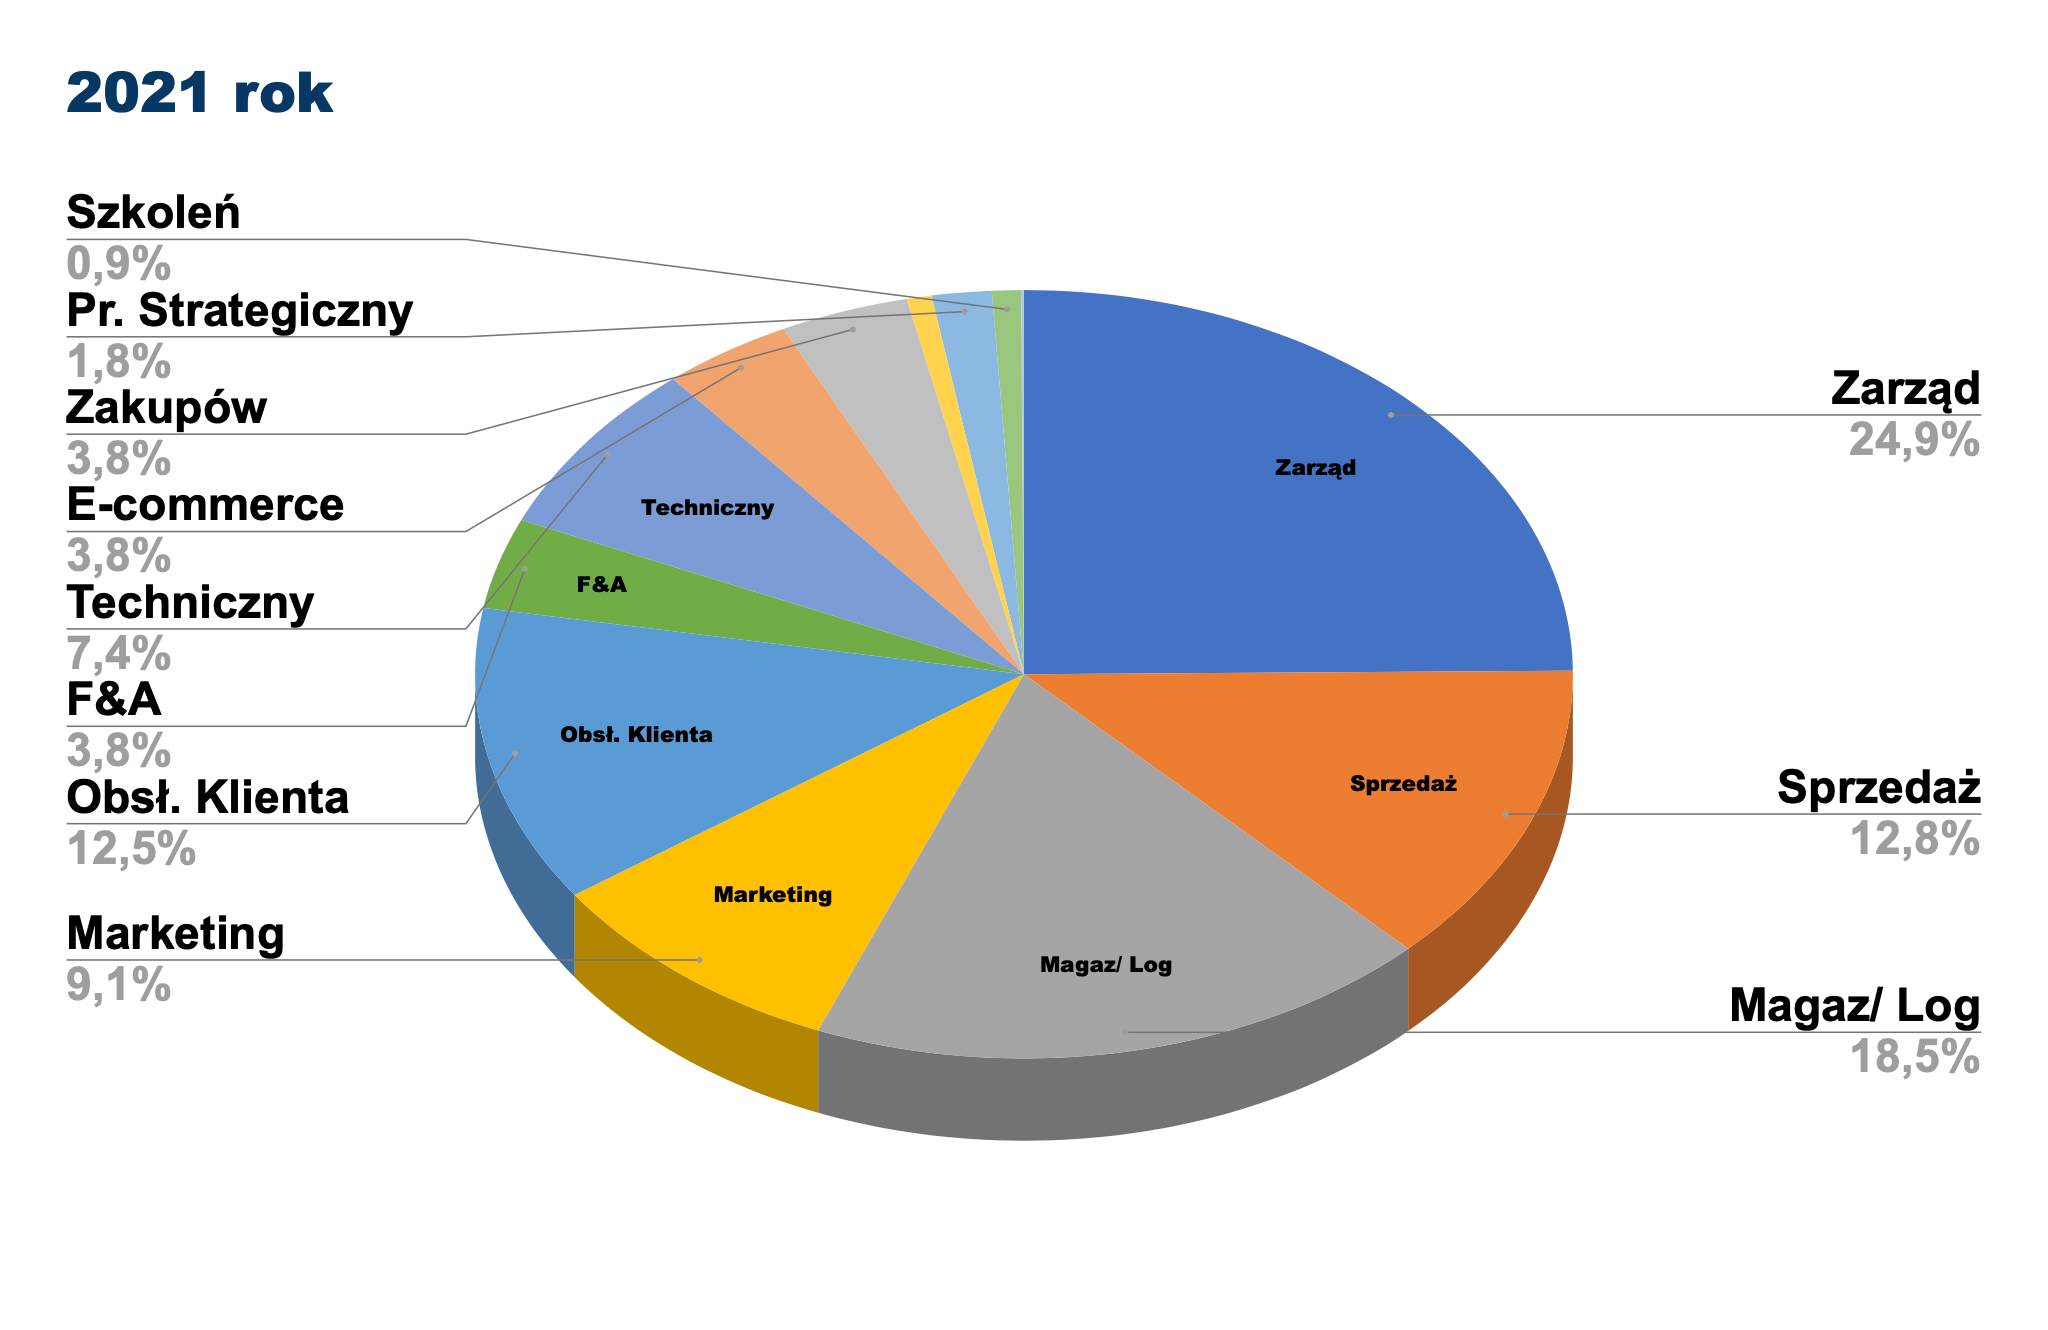 2021 rok
Szkoleń
0,9%
Pr. Strategiczny
1,8%
Zakupów
3,8%
E-commerce
3,8%
Techniczny
7,4%
F&A
3,8%
Obsł. Klienta
12,5%
Marketing
9,1%
Zarząd
24,9%
Sprzedaż
12,8%
Magaz/ Log
18,5%
Zarząd
Techniczny
F&A
Obsł. Klienta
Sprzedaż
Marketing
Magaz/ Log